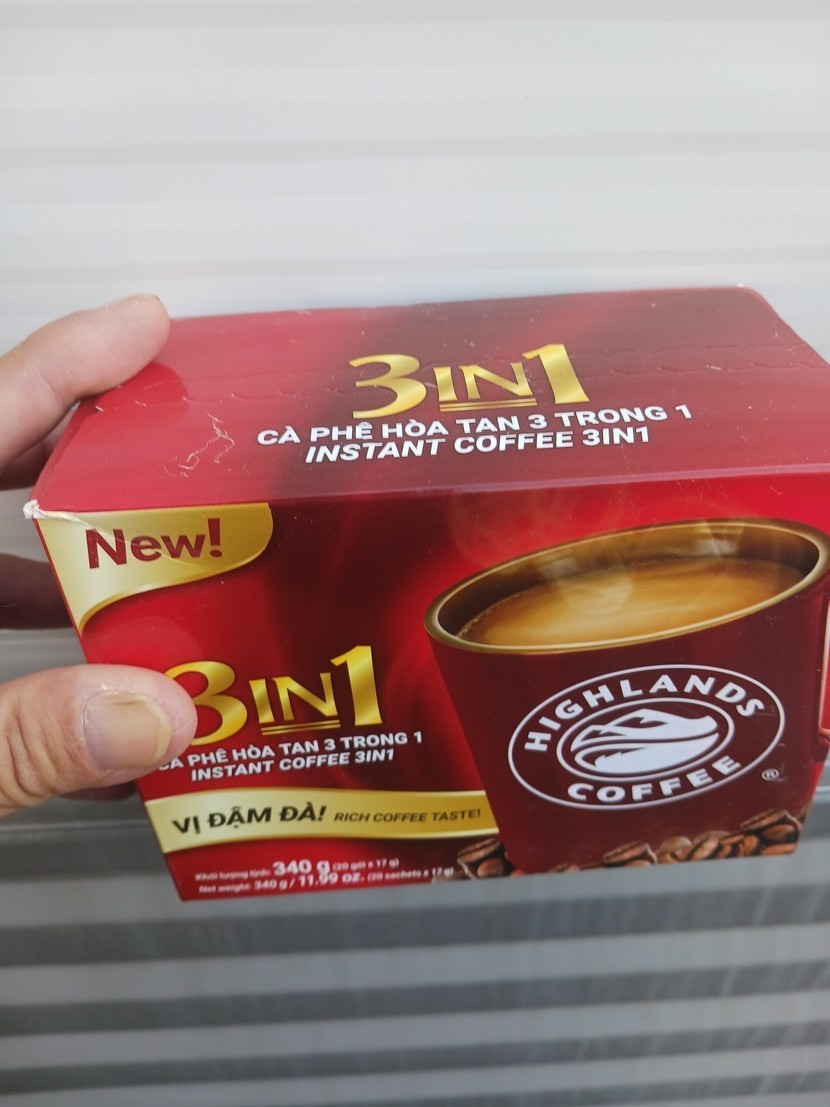 3IN1
CÀ PHÊ HÒA TAN 3 TRONG 1
INSTANT COFFEE 3IN1
New!
3IN1
CÀ PHÊ HÒA TAN 3 TRONG 1
INSTANT COFFEE 3IN1
VỊ ĐẬM ĐÀ! RICH COFFEE TASTE!
Khối lượng tịnh: 340 g (20 gói x 17 g)
Net weight: 340 g / 11.99 oz. (20 sachets x 17 g)
HIGHLANDS
COFFEE
®